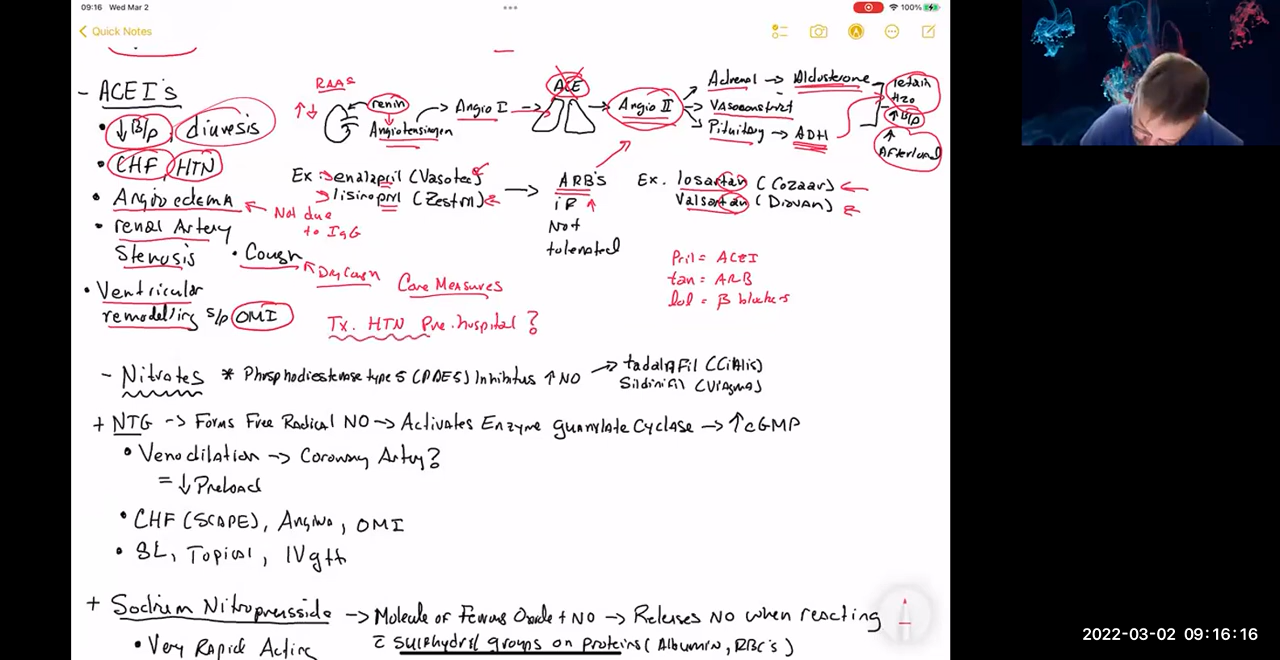 09:16 Wed Mar 2
100%
Quick Notes
- ACEI's
RAAS
↑↓
renin
Angiotensinogen
→ Angio I →
ACE
→ Angio II
Adrenal → Aldosterone
Vasoconstrict
Pituitary → ADH
retain
H2O
↑B/p
↑
Afterload
• ↓B/p, diuresis
• CHF, HTN
• Angioedema
Not due
to IgG
• renal Artery
Stenosis
• Cough
Dry Cough
• Ventricular
remodelling s/p OMI
Ex: enalapril (Vasotec)
lisinopril (Zestril)
→ ARB's
if
Not
tolerated
Ex. losartan (Cozaar)
Valsartan (Diovan)
Pril = ACEI
tan = ARB
lol = β blockers
Core Measures
Tx. HTN Pre-hospital?
- Nitrates * Phosphodiesterase type 5 (PDE5) Inhibitors ↑ NO
→ tadalafil (Cialis)
Sildinifil (Viagra)
+ NTG → Forms Free Radical NO → Activates Enzyme guanylate Cyclase → ↑cGMP
• Venodilation → Coronary Artery?
= ↓ Preload
• CHF (SCAPE), Angina, OMI
• SL, Topical, IV gtt
+ Sodium Nitroprusside → Molecule of Ferrous Oxide + NO → Releases NO when reacting
c̄ sulfhydril groups on proteins (Albumin, RBC's)
• Very Rapid Acting
2022-03-02 09:16:16